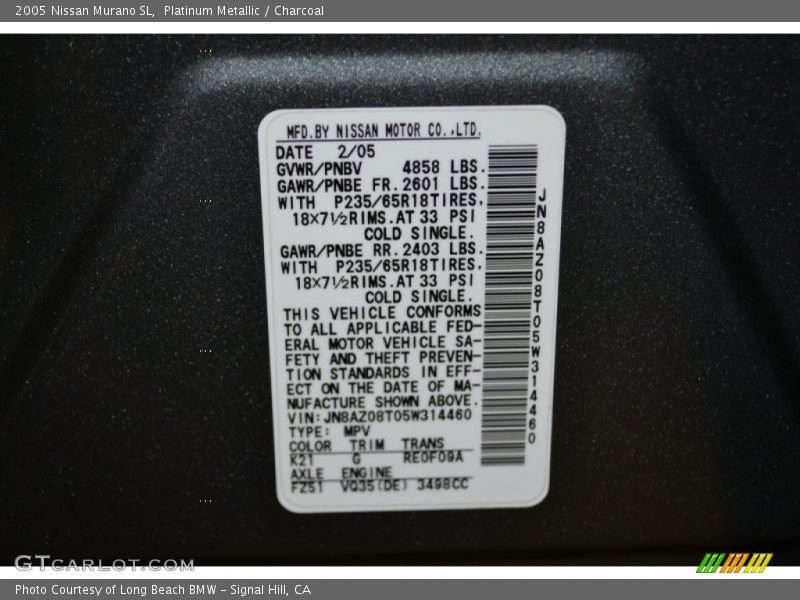 2005 Nissan Murano SL, Platinum Metallic / Charcoal
MFD.BY NISSAN MOTOR CO.,LTD.
DATE 2/05
GVWR/PNBV 4858 LBS.
GAWR/PNBE FR.2601 LBS.
WITH P235/65R18TIRES,
18×7½RIMS.AT 33 PSI
COLD SINGLE.
GAWR/PNBE RR.2403 LBS.
WITH P235/65R18TIRES,
18×7½RIMS.AT 33 PSI
COLD SINGLE.
THIS VEHICLE CONFORMS
TO ALL APPLICABLE FED-
ERAL MOTOR VEHICLE SA-
FETY AND THEFT PREVEN-
TION STANDARDS IN EFF-
ECT ON THE DATE OF MA-
NUFACTURE SHOWN ABOVE.
VIN:JN8AZ08T05W314460
TYPE: MPV
COLOR TRIM TRANS
K21 G RE0F09A
AXLE ENGINE
FZ51 VQ35(DE) 3498CC
JN8AZ08T05W314460
GTCARLOT.COM
Photo Courtesy of Long Beach BMW - Signal Hill, CA